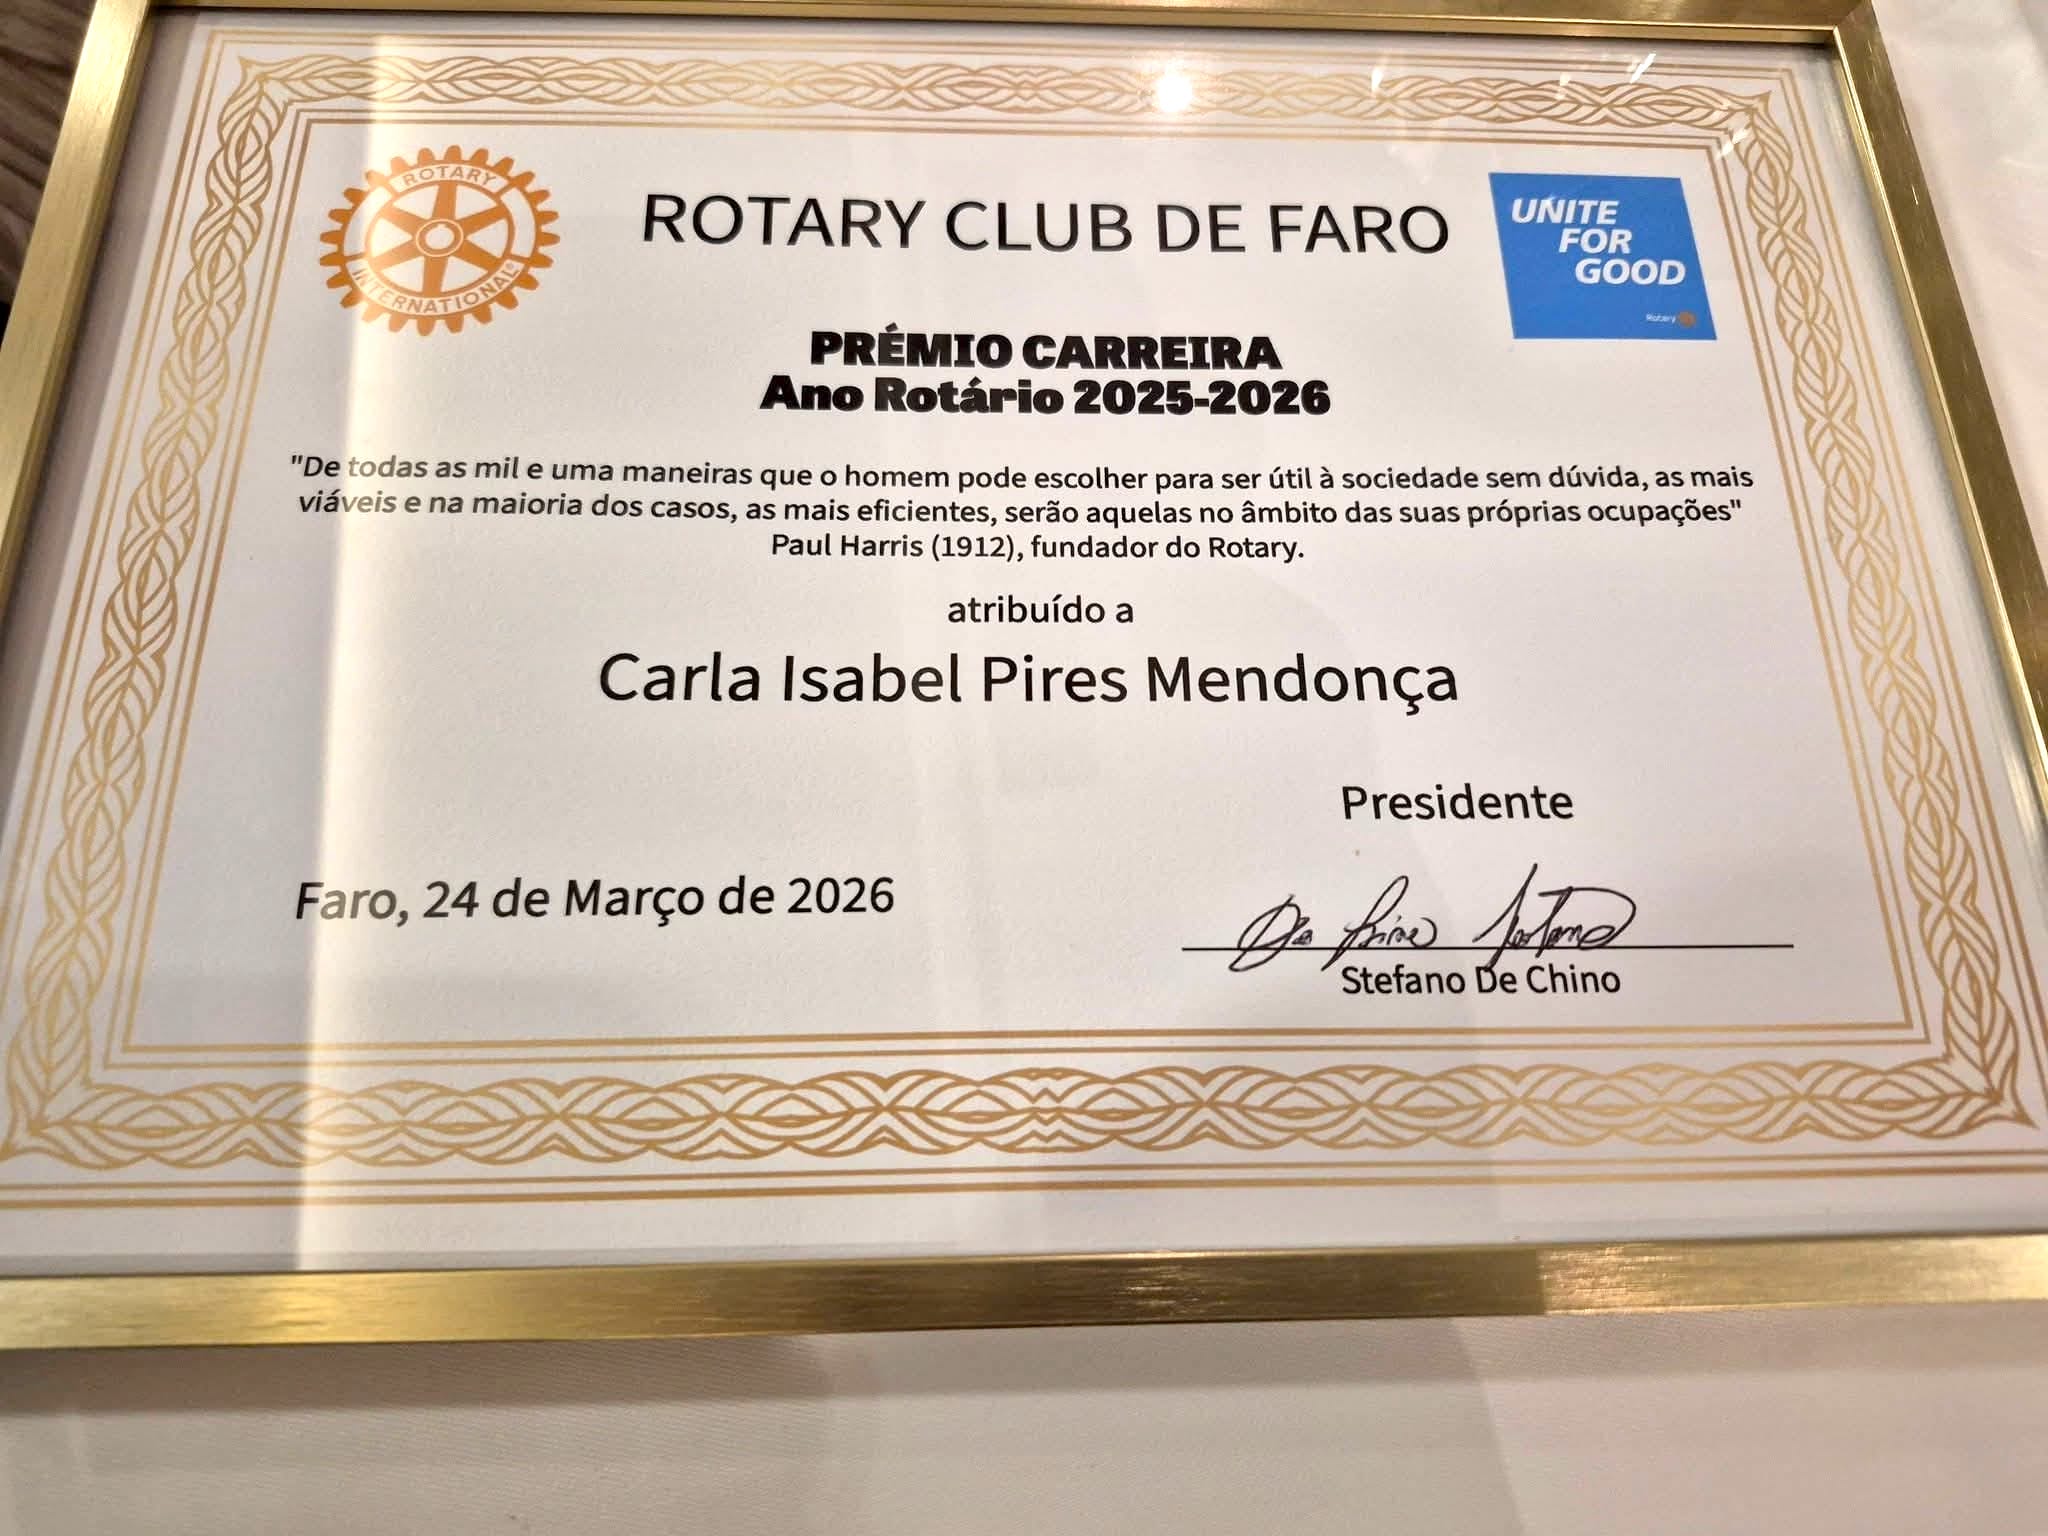 ROTARY
INTERNATIONAL®
ROTARY CLUB DE FARO
UNITE
FOR
GOOD
Rotary
PRÉMIO CARREIRA
Ano Rotário 2025-2026
"De todas as mil e uma maneiras que o homem pode escolher para ser útil à sociedade sem dúvida, as mais
viáveis e na maioria dos casos, as mais eficientes, serão aquelas no âmbito das suas próprias ocupações"
Paul Harris (1912), fundador do Rotary.
atribuído a
Carla Isabel Pires Mendonça
Presidente
Faro, 24 de Março de 2026
Stefano De Chino